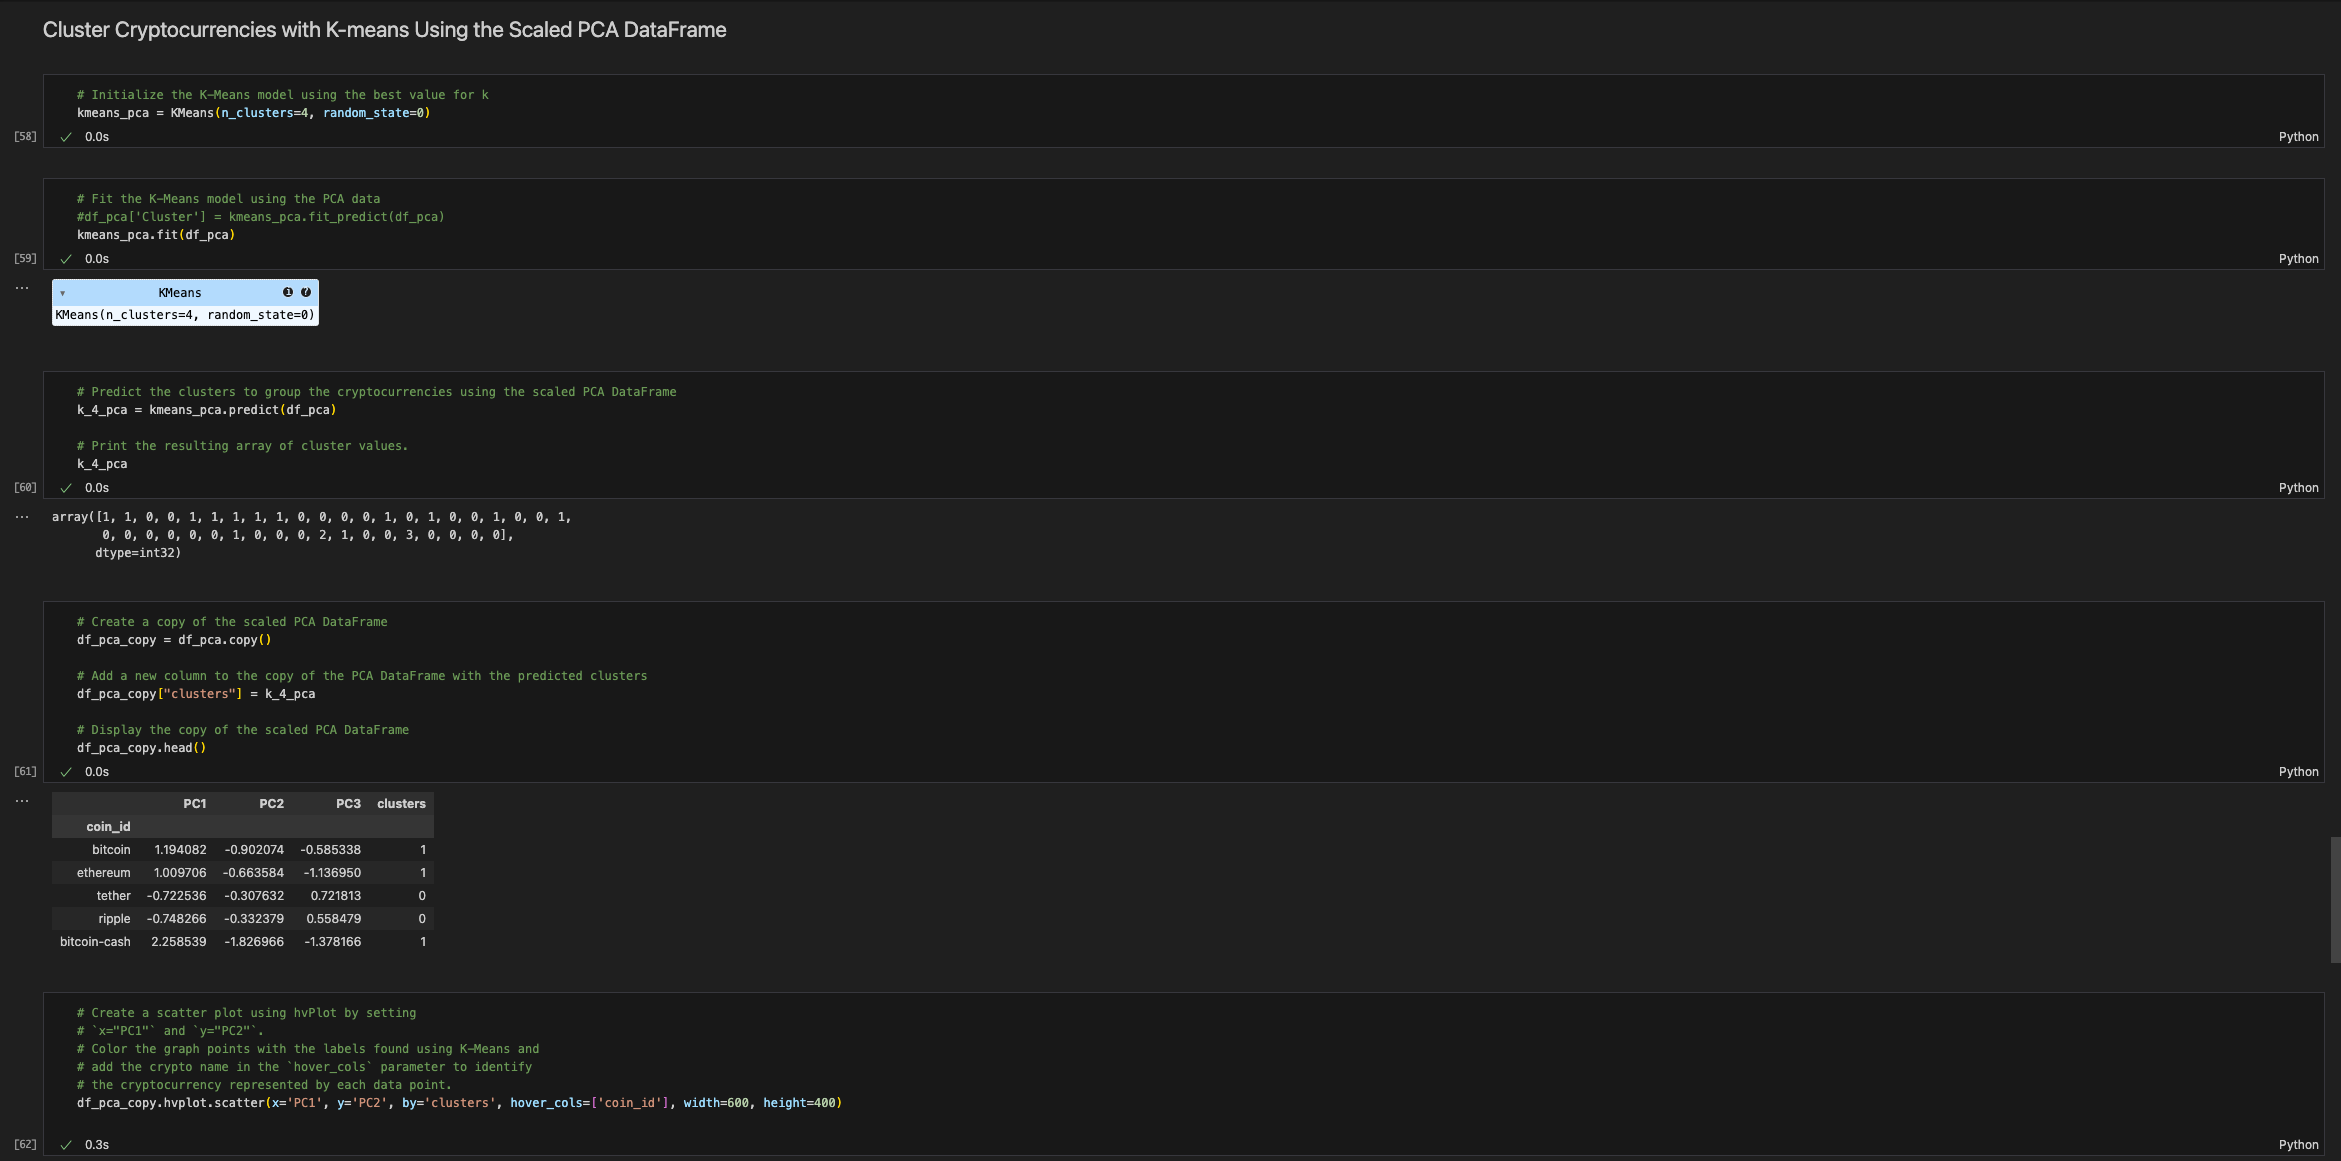 Cluster Cryptocurrencies with K-means Using the Scaled PCA DataFrame
# Initialize the K-Means model using the best value for k
kmeans_pca = KMeans(n_clusters=4, random_state=0)
[58] ✓ 0.0s Python
# Fit the K-Means model using the PCA data
#df_pca['Cluster'] = kmeans_pca.fit_predict(df_pca)
kmeans_pca.fit(df_pca)
[59] ✓ 0.0s Python
... ▾ KMeans i ?
KMeans(n_clusters=4, random_state=0)
# Predict the clusters to group the cryptocurrencies using the scaled PCA DataFrame
k_4_pca = kmeans_pca.predict(df_pca)
# Print the resulting array of cluster values.
k_4_pca
[60] ✓ 0.0s Python
... array([1, 1, 0, 0, 1, 1, 1, 1, 1, 0, 0, 0, 0, 1, 0, 1, 0, 0, 1, 0, 0, 1,
0, 0, 0, 0, 0, 0, 1, 0, 0, 0, 2, 1, 0, 0, 3, 0, 0, 0, 0],
dtype=int32)
# Create a copy of the scaled PCA DataFrame
df_pca_copy = df_pca.copy()
# Add a new column to the copy of the PCA DataFrame with the predicted clusters
df_pca_copy["clusters"] = k_4_pca
# Display the copy of the scaled PCA DataFrame
df_pca_copy.head()
[61] ✓ 0.0s Python
... PC1 PC2 PC3 clusters
coin_id
bitcoin 1.194082 -0.902074 -0.585338 1
ethereum 1.009706 -0.663584 -1.136950 1
tether -0.722536 -0.307632 0.721813 0
ripple -0.748266 -0.332379 0.558479 0
bitcoin-cash 2.258539 -1.826966 -1.378166 1
# Create a scatter plot using hvPlot by setting
# `x="PC1"` and `y="PC2"`.
# Color the graph points with the labels found using K-Means and
# add the crypto name in the `hover_cols` parameter to identify
# the cryptocurrency represented by each data point.
df_pca_copy.hvplot.scatter(x='PC1', y='PC2', by='clusters', hover_cols=['coin_id'], width=600, height=400)
[62] ✓ 0.3s Python